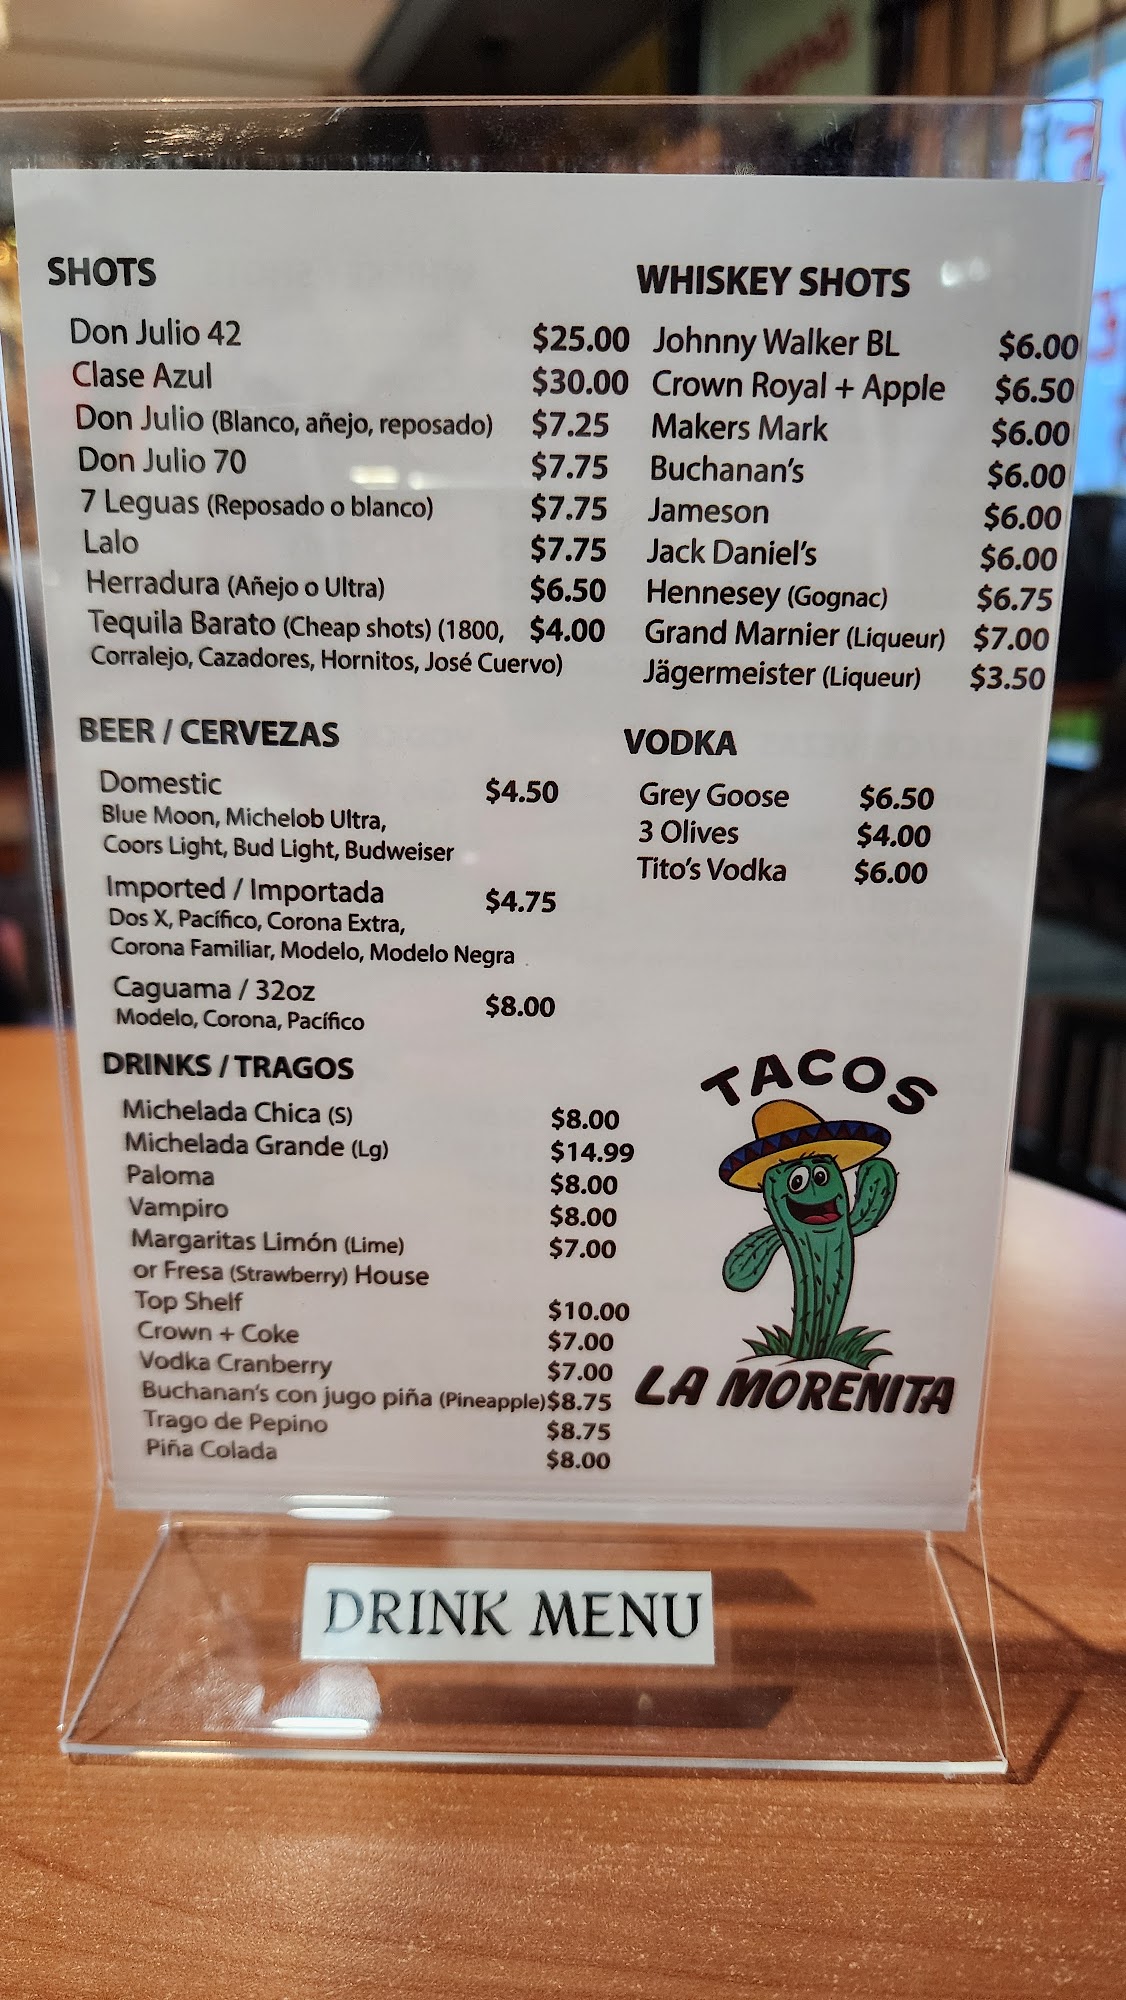 SHOTS
Don Julio 42 $25.00
Clase Azul $30.00
Don Julio (Blanco, añejo, reposado) $7.25
Don Julio 70 $7.75
7 Leguas (Reposado o blanco) $7.75
Lalo $7.75
Herradura (Añejo o Ultra) $6.50
Tequila Barato (Cheap shots) (1800, $4.00
Corralejo, Cazadores, Hornitos, José Cuervo)
WHISKEY SHOTS
Johnny Walker BL $6.00
Crown Royal + Apple $6.50
Makers Mark $6.00
Buchanan's $6.00
Jameson $6.00
Jack Daniel's $6.00
Hennesey (Gognac) $6.75
Grand Marnier (Liqueur) $7.00
Jägermeister (Liqueur) $3.50
BEER / CERVEZAS
Domestic $4.50
Blue Moon, Michelob Ultra,
Coors Light, Bud Light, Budweiser
Imported / Importada $4.75
Dos X, Pacífico, Corona Extra,
Corona Familiar, Modelo, Modelo Negra
Caguama / 32oz $8.00
Modelo, Corona, Pacífico
VODKA
Grey Goose $6.50
3 Olives $4.00
Tito's Vodka $6.00
DRINKS / TRAGOS
Michelada Chica (S) $8.00
Michelada Grande (Lg) $14.99
Paloma $8.00
Vampiro $8.00
Margaritas Limón (Lime) $7.00
or Fresa (Strawberry) House
Top Shelf $10.00
Crown + Coke $7.00
Vodka Cranberry $7.00
Buchanan's con jugo piña (Pineapple) $8.75
Trago de Pepino $8.75
Piña Colada $8.00
TACOS
LA MORENITA
DRINK MENU